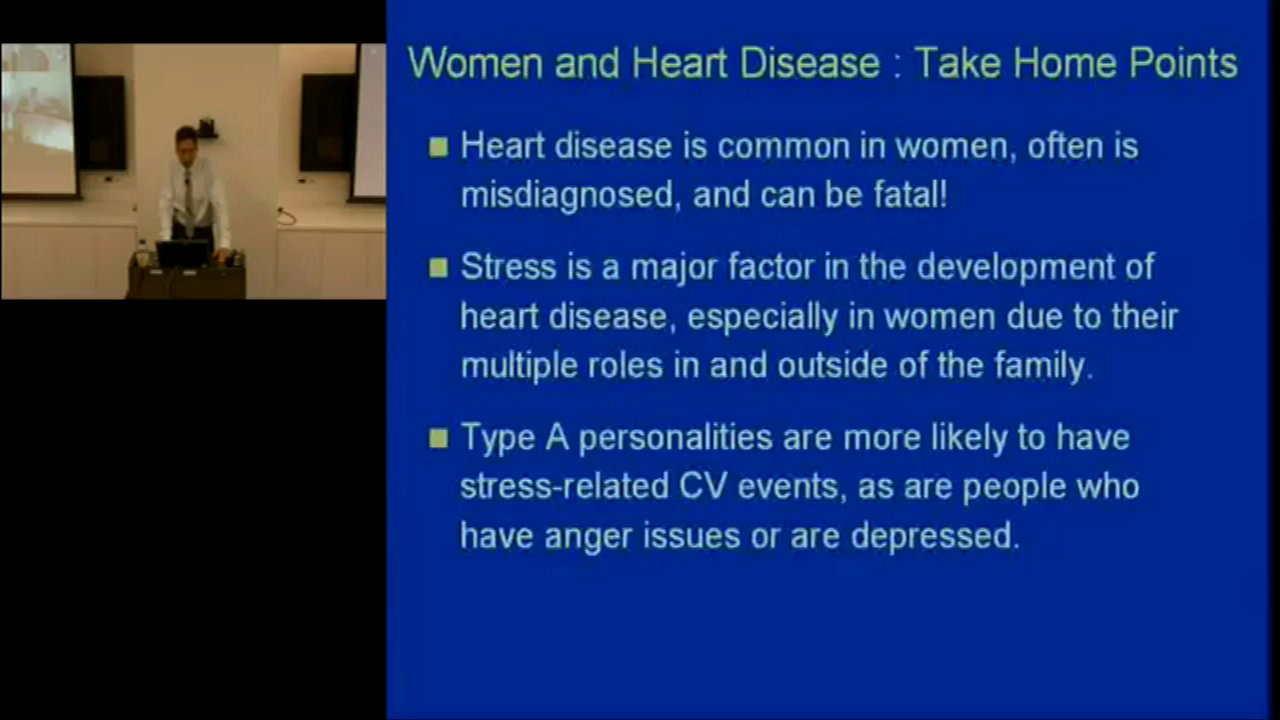 Women and Heart Disease : Take Home Points
Heart disease is common in women, often is
misdiagnosed, and can be fatal!
Stress is a major factor in the development of
heart disease, especially in women due to their
multiple roles in and outside of the family.
Type A personalities are more likely to have
stress-related CV events, as are people who
have anger issues or are depressed.